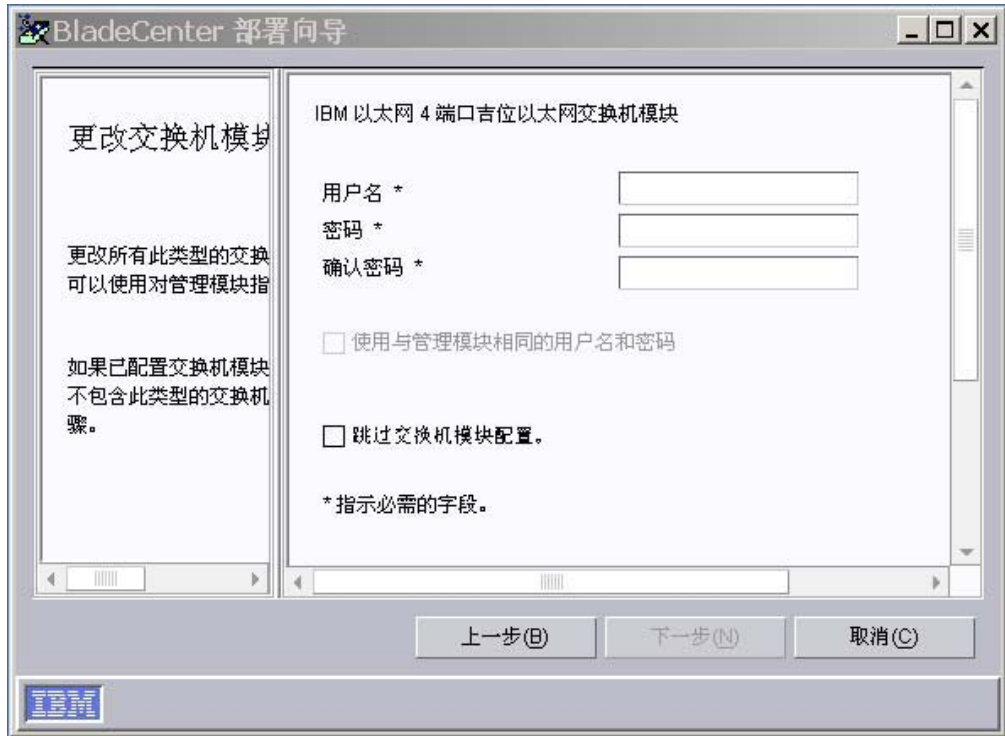 BladeCenter 部署向导
更改交换机模块
更改所有此类型的交换
可以使用对管理模块指
如果已配置交换机模块
不包含此类型的交换机
骤。
IBM 以太网 4 端口吉位以太网交换机模块
用户名 *
密码 *
确认密码 *
使用与管理模块相同的用户名和密码
跳过交换机模块配置。
* 指示必需的字段。
上一步(B)
下一步(N)
取消(C)
IBM